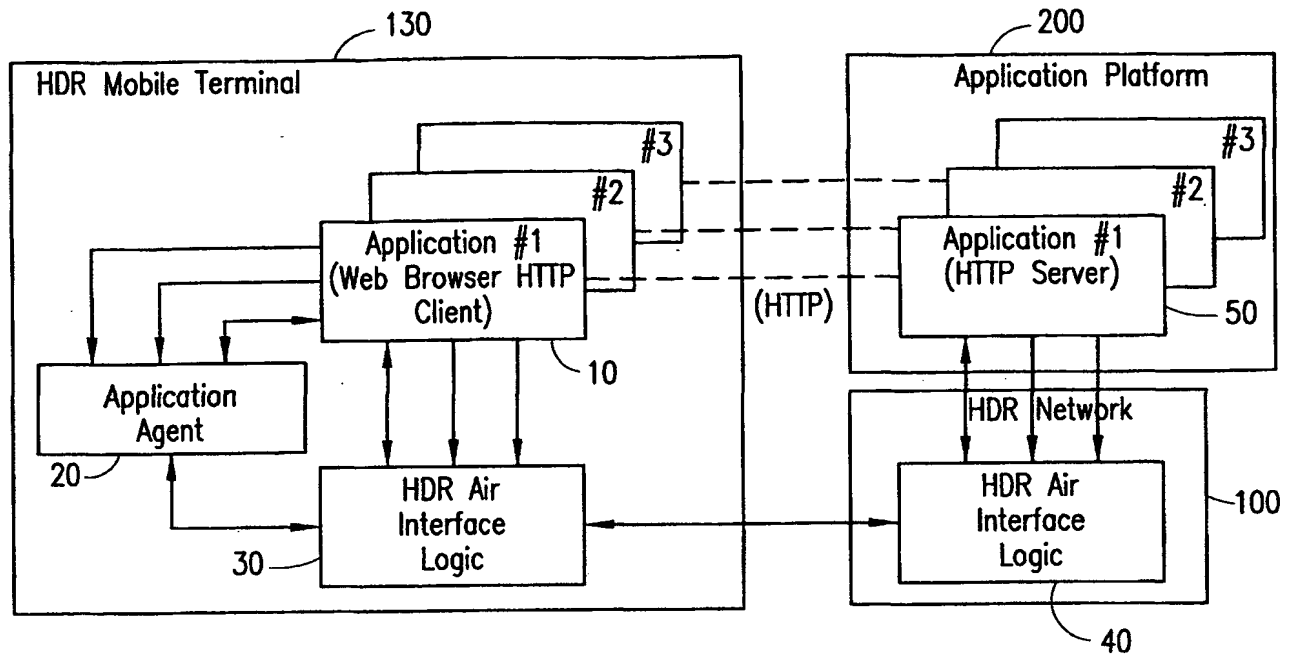 130
200
HDR Mobile Terminal
Application Platform
#3
#2
Application #1
(Web Browser HTTP
Client)
#3
#2
Application #1
(HTTP Server)
(HTTP)
50
10
Application
Agent
20
HDR Network
HDR Air
Interface
Logic
30
HDR Air
Interface
Logic
100
40